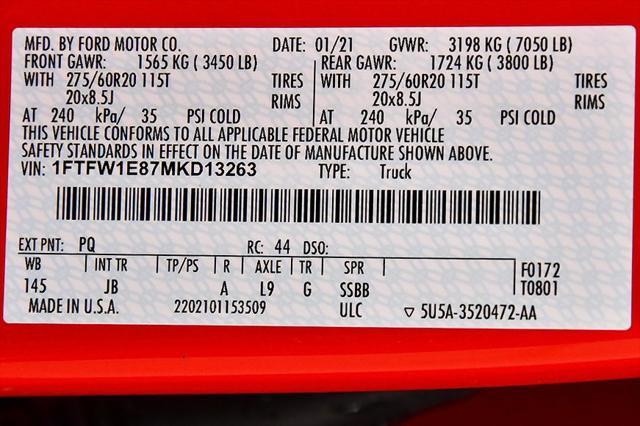 MFD. BY FORD MOTOR CO. DATE: 01/21 GVWR: 3198 KG ( 7050 LB)
FRONT GAWR: 1565 KG ( 3450 LB) REAR GAWR: 1724 KG ( 3800 LB)
WITH 275/60R20 115T TIRES WITH 275/60R20 115T TIRES
20x8.5J RIMS 20x8.5J RIMS
AT 240 kPa/ 35 PSI COLD AT 240 kPa/ 35 PSI COLD
THIS VEHICLE CONFORMS TO ALL APPLICABLE FEDERAL MOTOR VEHICLE
SAFETY STANDARDS IN EFFECT ON THE DATE OF MANUFACTURE SHOWN ABOVE.
VIN: 1FTFW1E87MKD13263 TYPE: Truck
EXT PNT: PQ RC: 44 DSO:
WB INT TR TP/PS R AXLE TR SPR F0172
145 JB A L9 G SSBB T0801
MADE IN U.S.A. 2202101153509 ULC ▽ 5U5A-3520472-AA